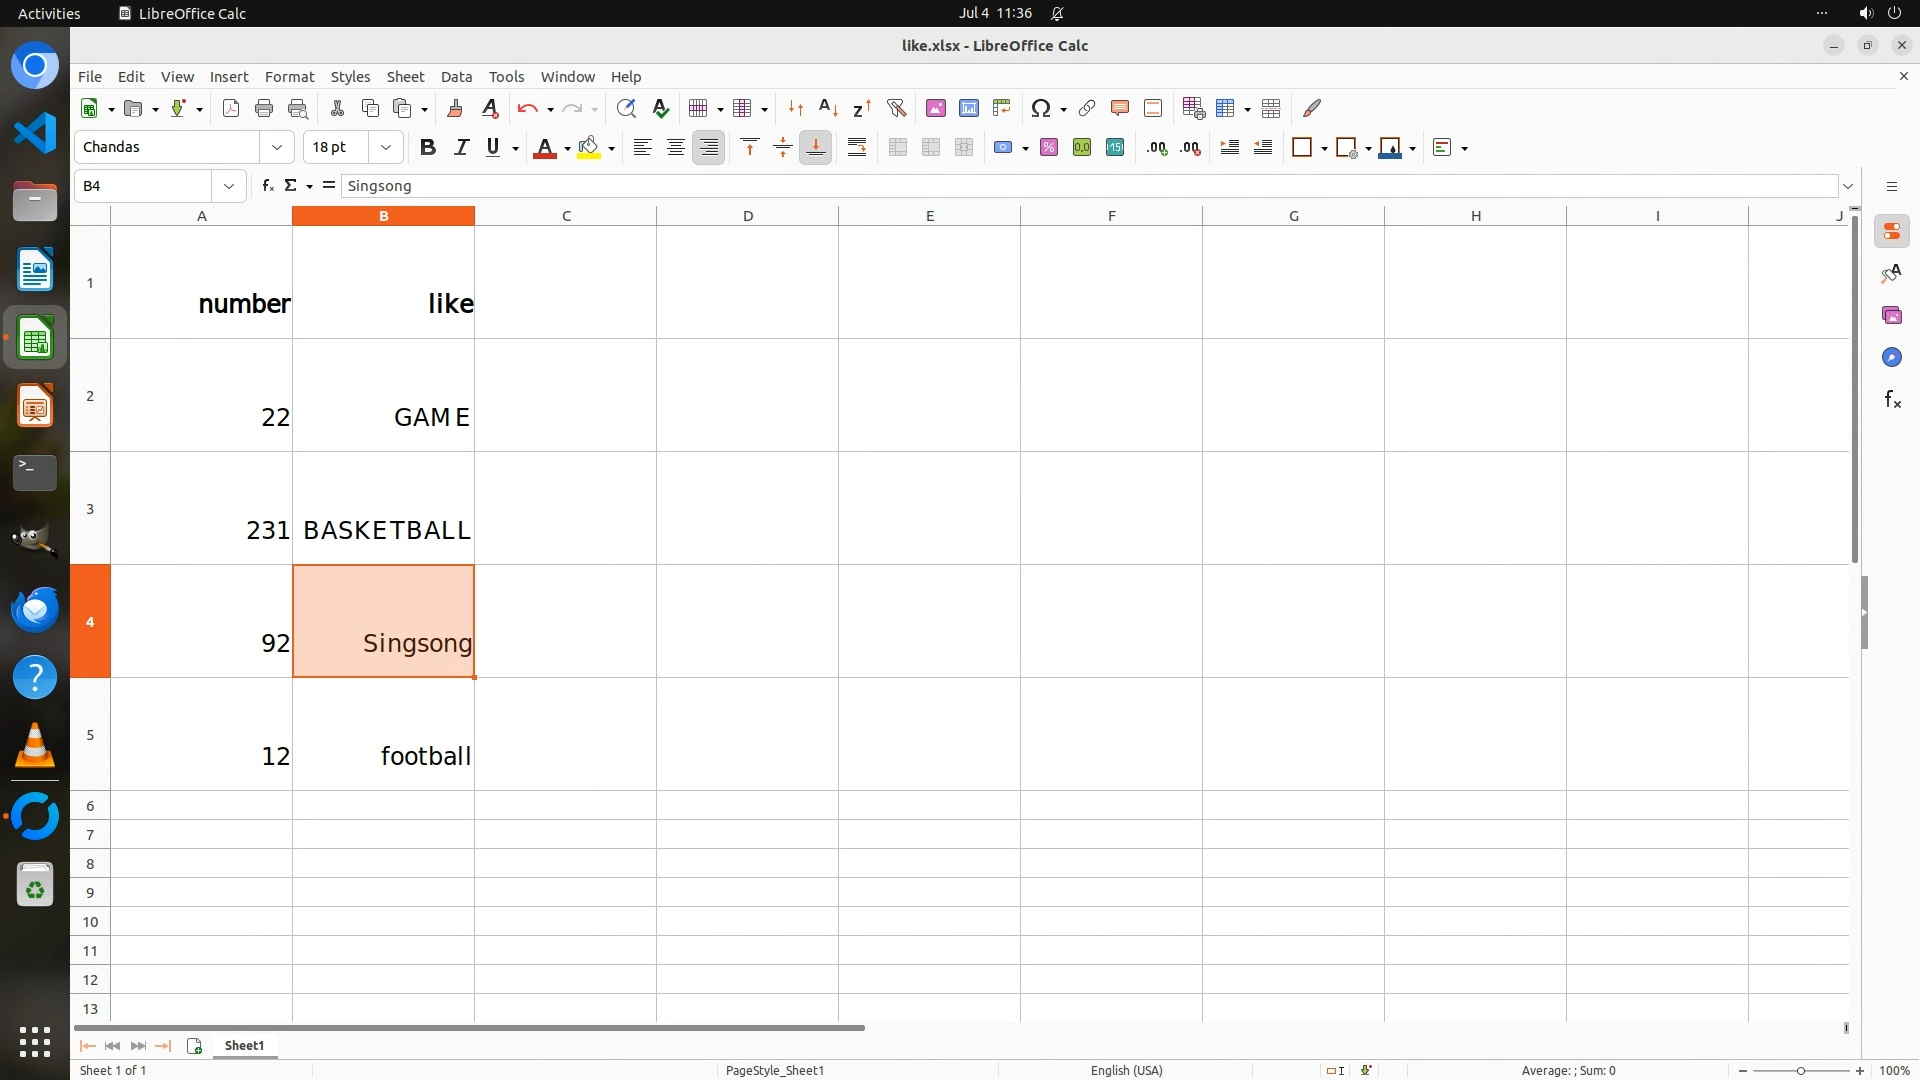 Activities
LibreOffice Calc
Jul 4 11:36
like.xlsx - LibreOffice Calc
File Edit View Insert Format Styles Sheet Data Tools Window Help
Chandas
18 pt
B4
Singsong
A B C D E F G H I J
1 number like
2 22 GAME
3 231 BASKETBALL
4 92 Singsong
5 12 football
6
7
8
9
10
11
12
13
Sheet1
Sheet 1 of 1
PageStyle_Sheet1
English (USA)
Average: ; Sum: 0
100%